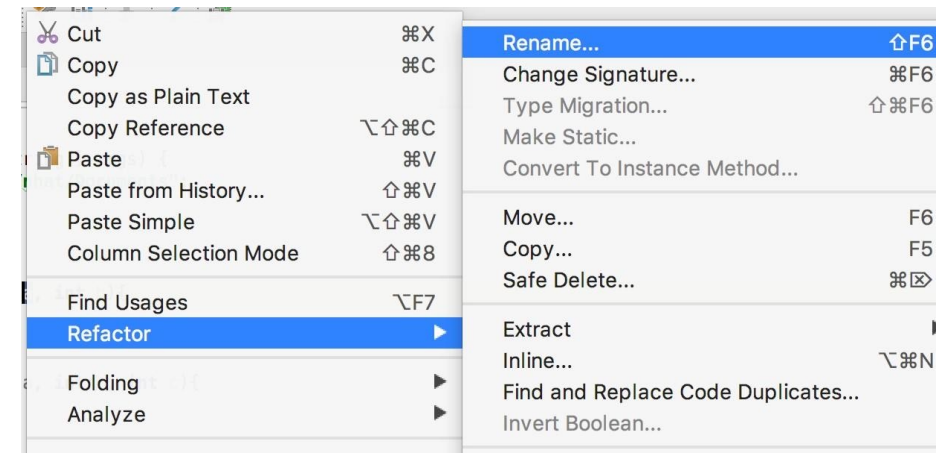 Cut ⌘X
Copy ⌘C
Copy as Plain Text
Copy Reference ⌥⇧⌘C
Paste ⌘V
Paste from History... ⇧⌘V
Paste Simple ⌥⇧⌘V
Column Selection Mode ⇧⌘8
Find Usages ⌥F7
Refactor
Folding
Analyze
Rename... ⇧F6
Change Signature... ⌘F6
Type Migration... ⇧⌘F6
Make Static...
Convert To Instance Method...
Move... F6
Copy... F5
Safe Delete... ⌘⌦
Extract
Inline... ⌥⌘N
Find and Replace Code Duplicates...
Invert Boolean...